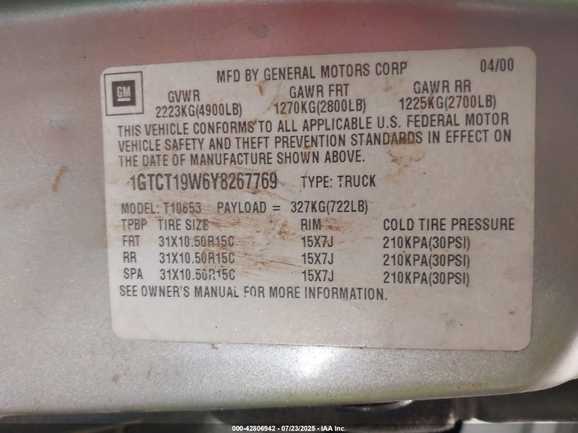 MFD BY GENERAL MOTORS CORP 04/00
GM
GVWR GAWR FRT GAWR RR
2223KG(4900LB) 1270KG(2800LB) 1225KG(2700LB)
THIS VEHICLE CONFORMS TO ALL APPLICABLE U.S. FEDERAL MOTOR
VEHICLE SAFETY AND THEFT PREVENTION STANDARDS IN EFFECT ON
THE DATE OF MANUFACTURE SHOWN ABOVE.
1GTCT19W6Y8267769 TYPE: TRUCK
MODEL: T10653 PAYLOAD = 327KG(722LB)
TPBP TIRE SIZE RIM COLD TIRE PRESSURE
FRT 31X10.50R15C 15X7J 210KPA(30PSI)
RR 31X10.50R15C 15X7J 210KPA(30PSI)
SPA 31X10.50R15C 15X7J 210KPA(30PSI)
SEE OWNER'S MANUAL FOR MORE INFORMATION.
000-42806942 - 07/23/2025 - IAA Inc.